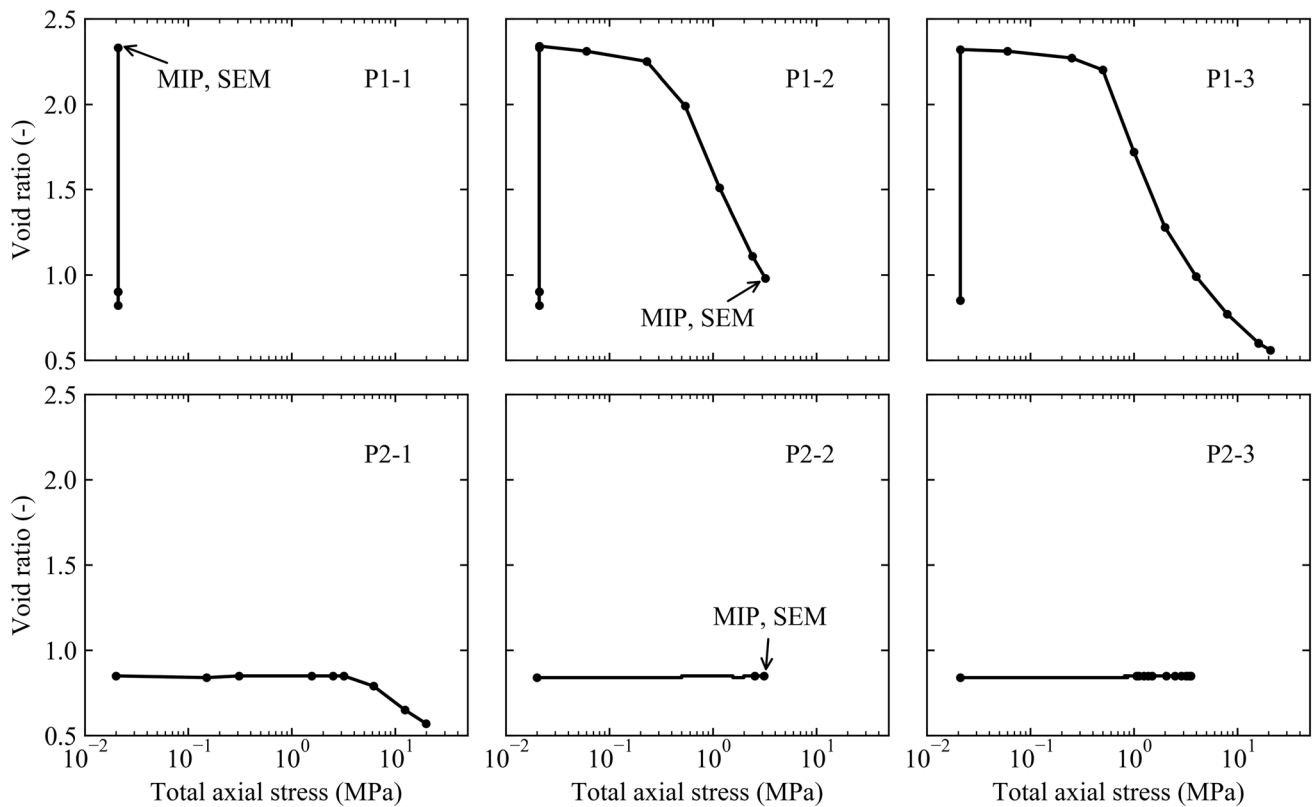 2.5
2.0
1.5
1.0
0.5
Void ratio (-)
MIP, SEM
P1-1
MIP, SEM
P1-2
P1-3
2.5
2.0
1.5
1.0
0.5
Void ratio (-)
P2-1
MIP, SEM
P2-2
P2-3
10⁻² 10⁻¹ 10⁰ 10¹
10⁻² 10⁻¹ 10⁰ 10¹
10⁻² 10⁻¹ 10⁰ 10¹
Total axial stress (MPa)
Total axial stress (MPa)
Total axial stress (MPa)